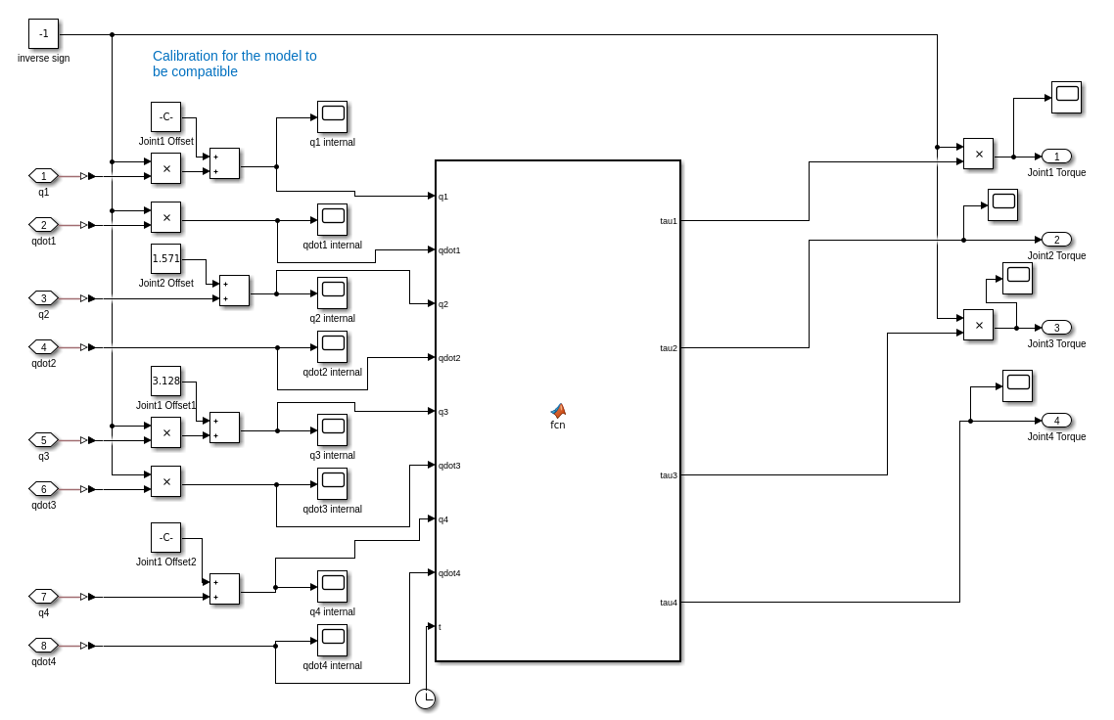 -1
inverse sign
Calibration for the model to
be compatible
-C-
Joint1 Offset
q1 internal
1
q1
×
+
+
2
qdot1
×
qdot1 internal
1.571
Joint2 Offset
+
+
3
q2
q2 internal
4
qdot2
qdot2 internal
3.128
Joint1 Offset1
+
+
5
q3
×
q3 internal
6
qdot3
×
qdot3 internal
-C-
Joint1 Offset2
+
+
7
q4
q4 internal
8
qdot4
qdot4 internal
q1
qdot1
q2
qdot2
q3
qdot3
q4
qdot4
t
fcn
tau1
tau2
tau3
tau4
×
1
Joint1 Torque
2
Joint2 Torque
×
3
Joint3 Torque
4
Joint4 Torque